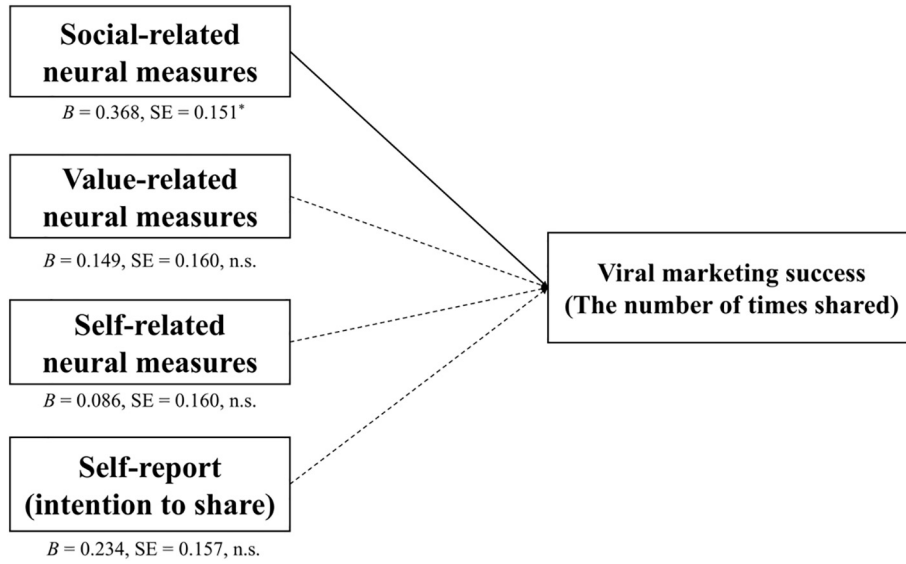 Social-related
neural measures
B = 0.368, SE = 0.151*
Value-related
neural measures
B = 0.149, SE = 0.160, n.s.
Self-related
neural measures
B = 0.086, SE = 0.160, n.s.
Self-report
(intention to share)
B = 0.234, SE = 0.157, n.s.
Viral marketing success
(The number of times shared)